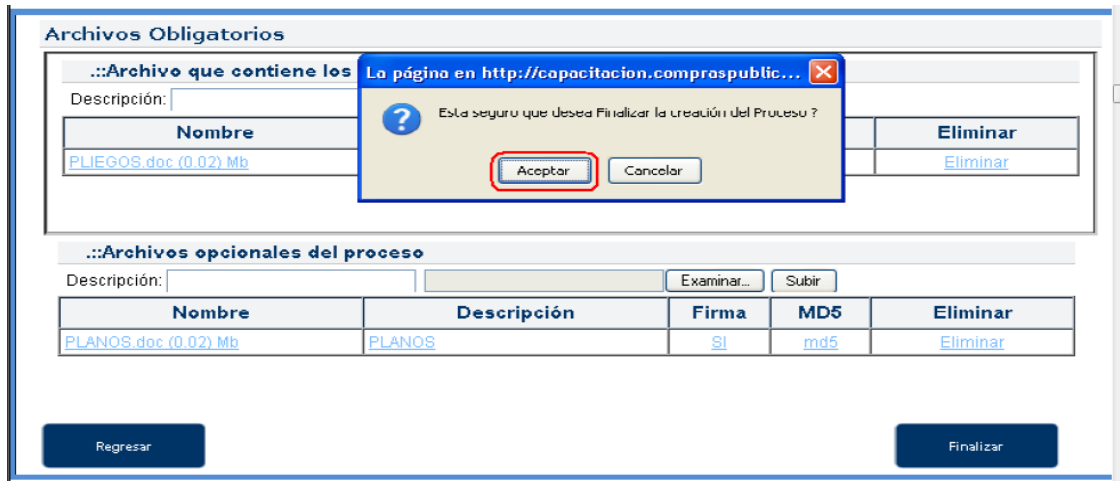 Archivos Obligatorios
.::Archivo que contiene los
La página en http://capacitacion.compraspublic...
Descripción:
Esta seguro que desea Finalizar la creación del Proceso ?
Nombre Eliminar
Aceptar Cancelar
PLIEGOS.doc (0.02) Mb Eliminar
.::Archivos opcionales del proceso
Descripción: Examinar... Subir
Nombre Descripción Firma MD5 Eliminar
PLANOS.doc (0.02) Mb PLANOS SI md5 Eliminar
Regresar Finalizar